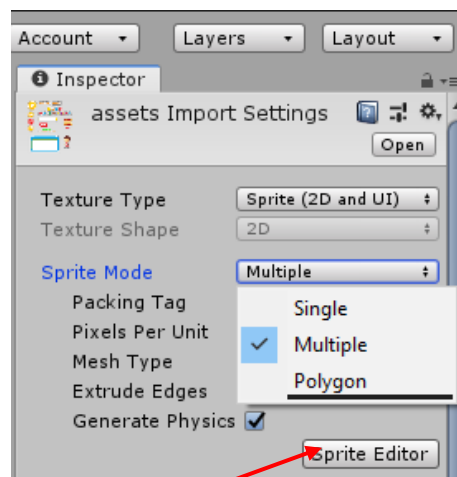 Account Layers Layout
Inspector
assets Import Settings
Open
Texture Type Sprite (2D and UI)
Texture Shape 2D
Sprite Mode Multiple
Packing Tag Single
Pixels Per Unit Multiple
Mesh Type
Extrude Edges Polygon
Generate Physics
Sprite Editor